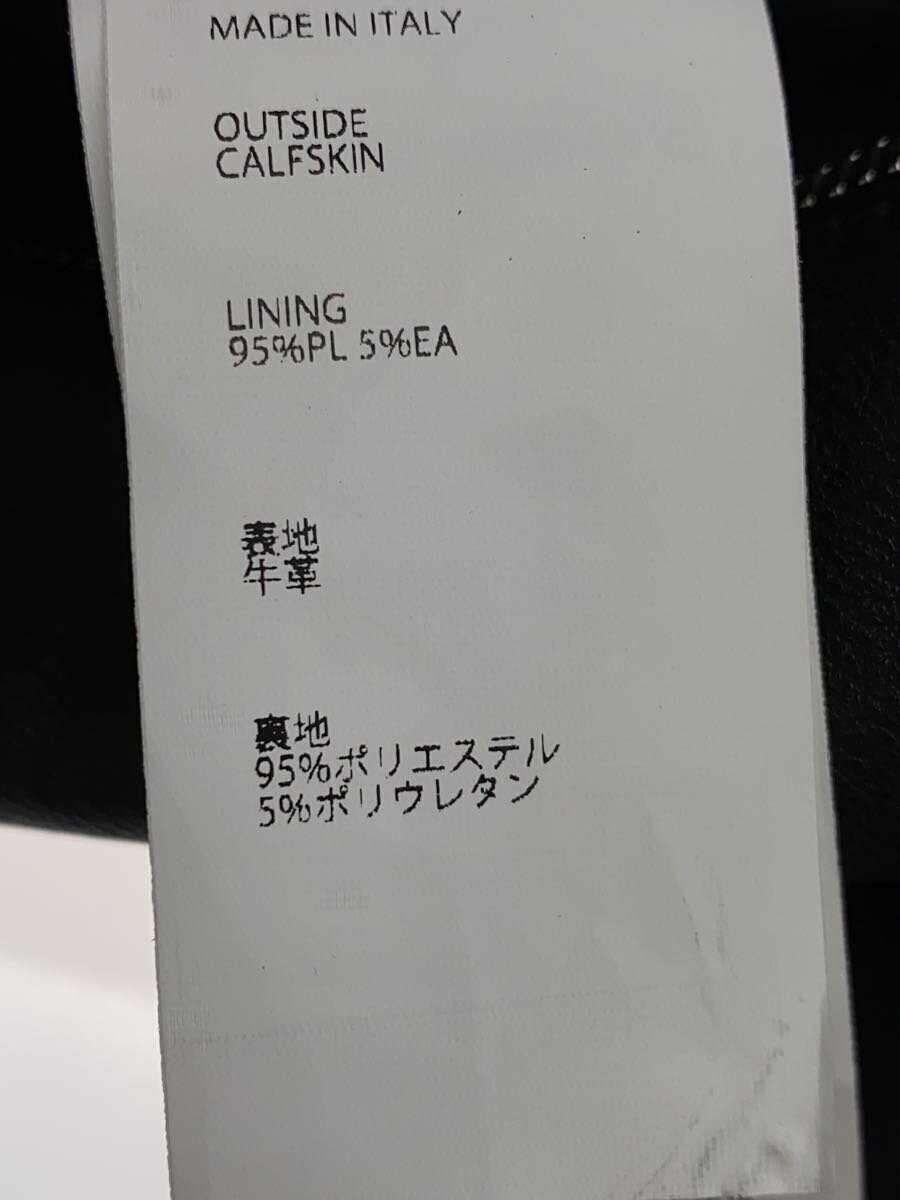 MADE IN ITALY
OUTSIDE
CALFSKIN
LINING
95%PL 5%EA
表地
牛革
裏地
95%ポリエステル
5%ポリウレタン